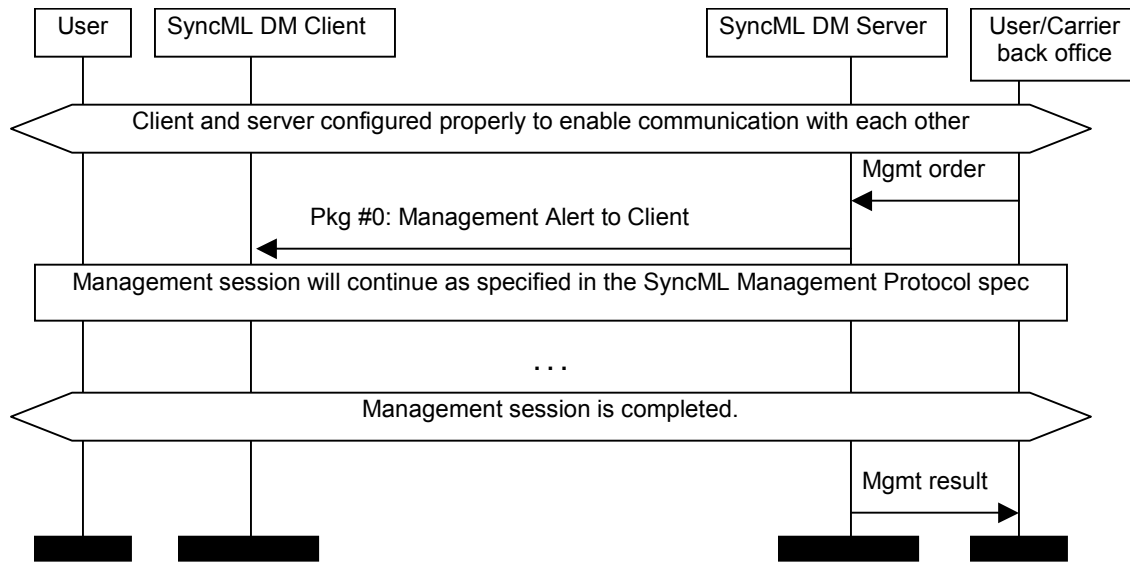 User
SyncML DM Client
SyncML DM Server
User/Carrier
back office
Client and server configured properly to enable communication with each other
Mgmt order
Pkg #0: Management Alert to Client
Management session will continue as specified in the SyncML Management Protocol spec
. . .
Management session is completed.
Mgmt result